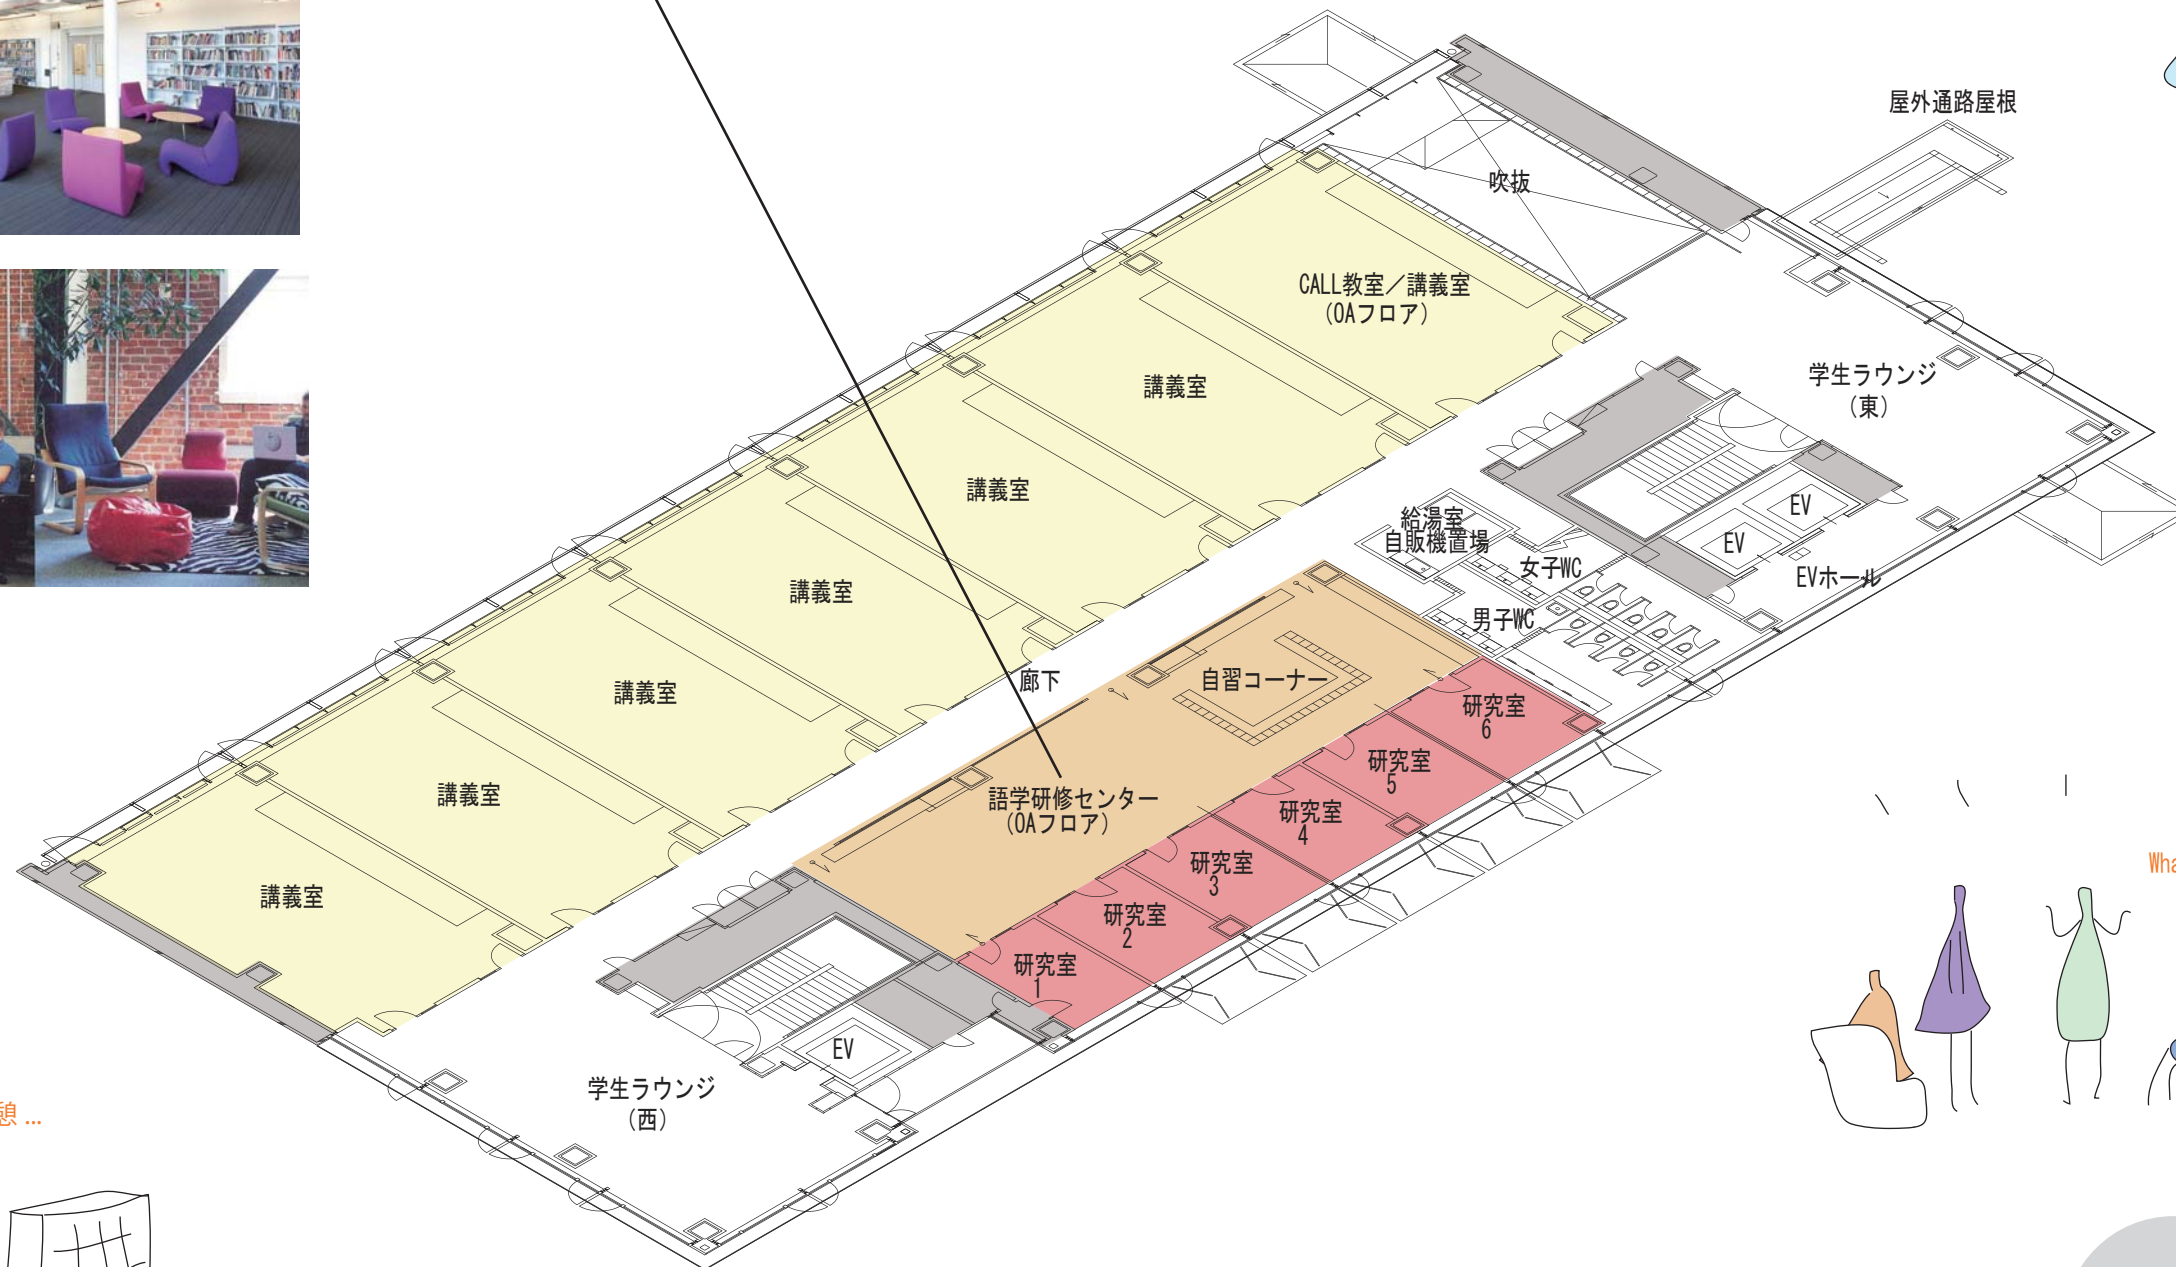 屋外通路屋根
吹抜
CALL教室／講義室
(OAフロア)
学生ラウンジ
(東)
講義室
講義室
EV
給湯室
自販機置場
EV
女子WC
EVホール
講義室
男子WC
廊下
自習コーナー
講義室
研究室
6
研究室
5
講義室
語学研修センター
(OAフロア)
研究室
4
研究室
3
講義室
研究室
2
研究室
1
EV
学生ラウンジ
(西)
憩...
Wha